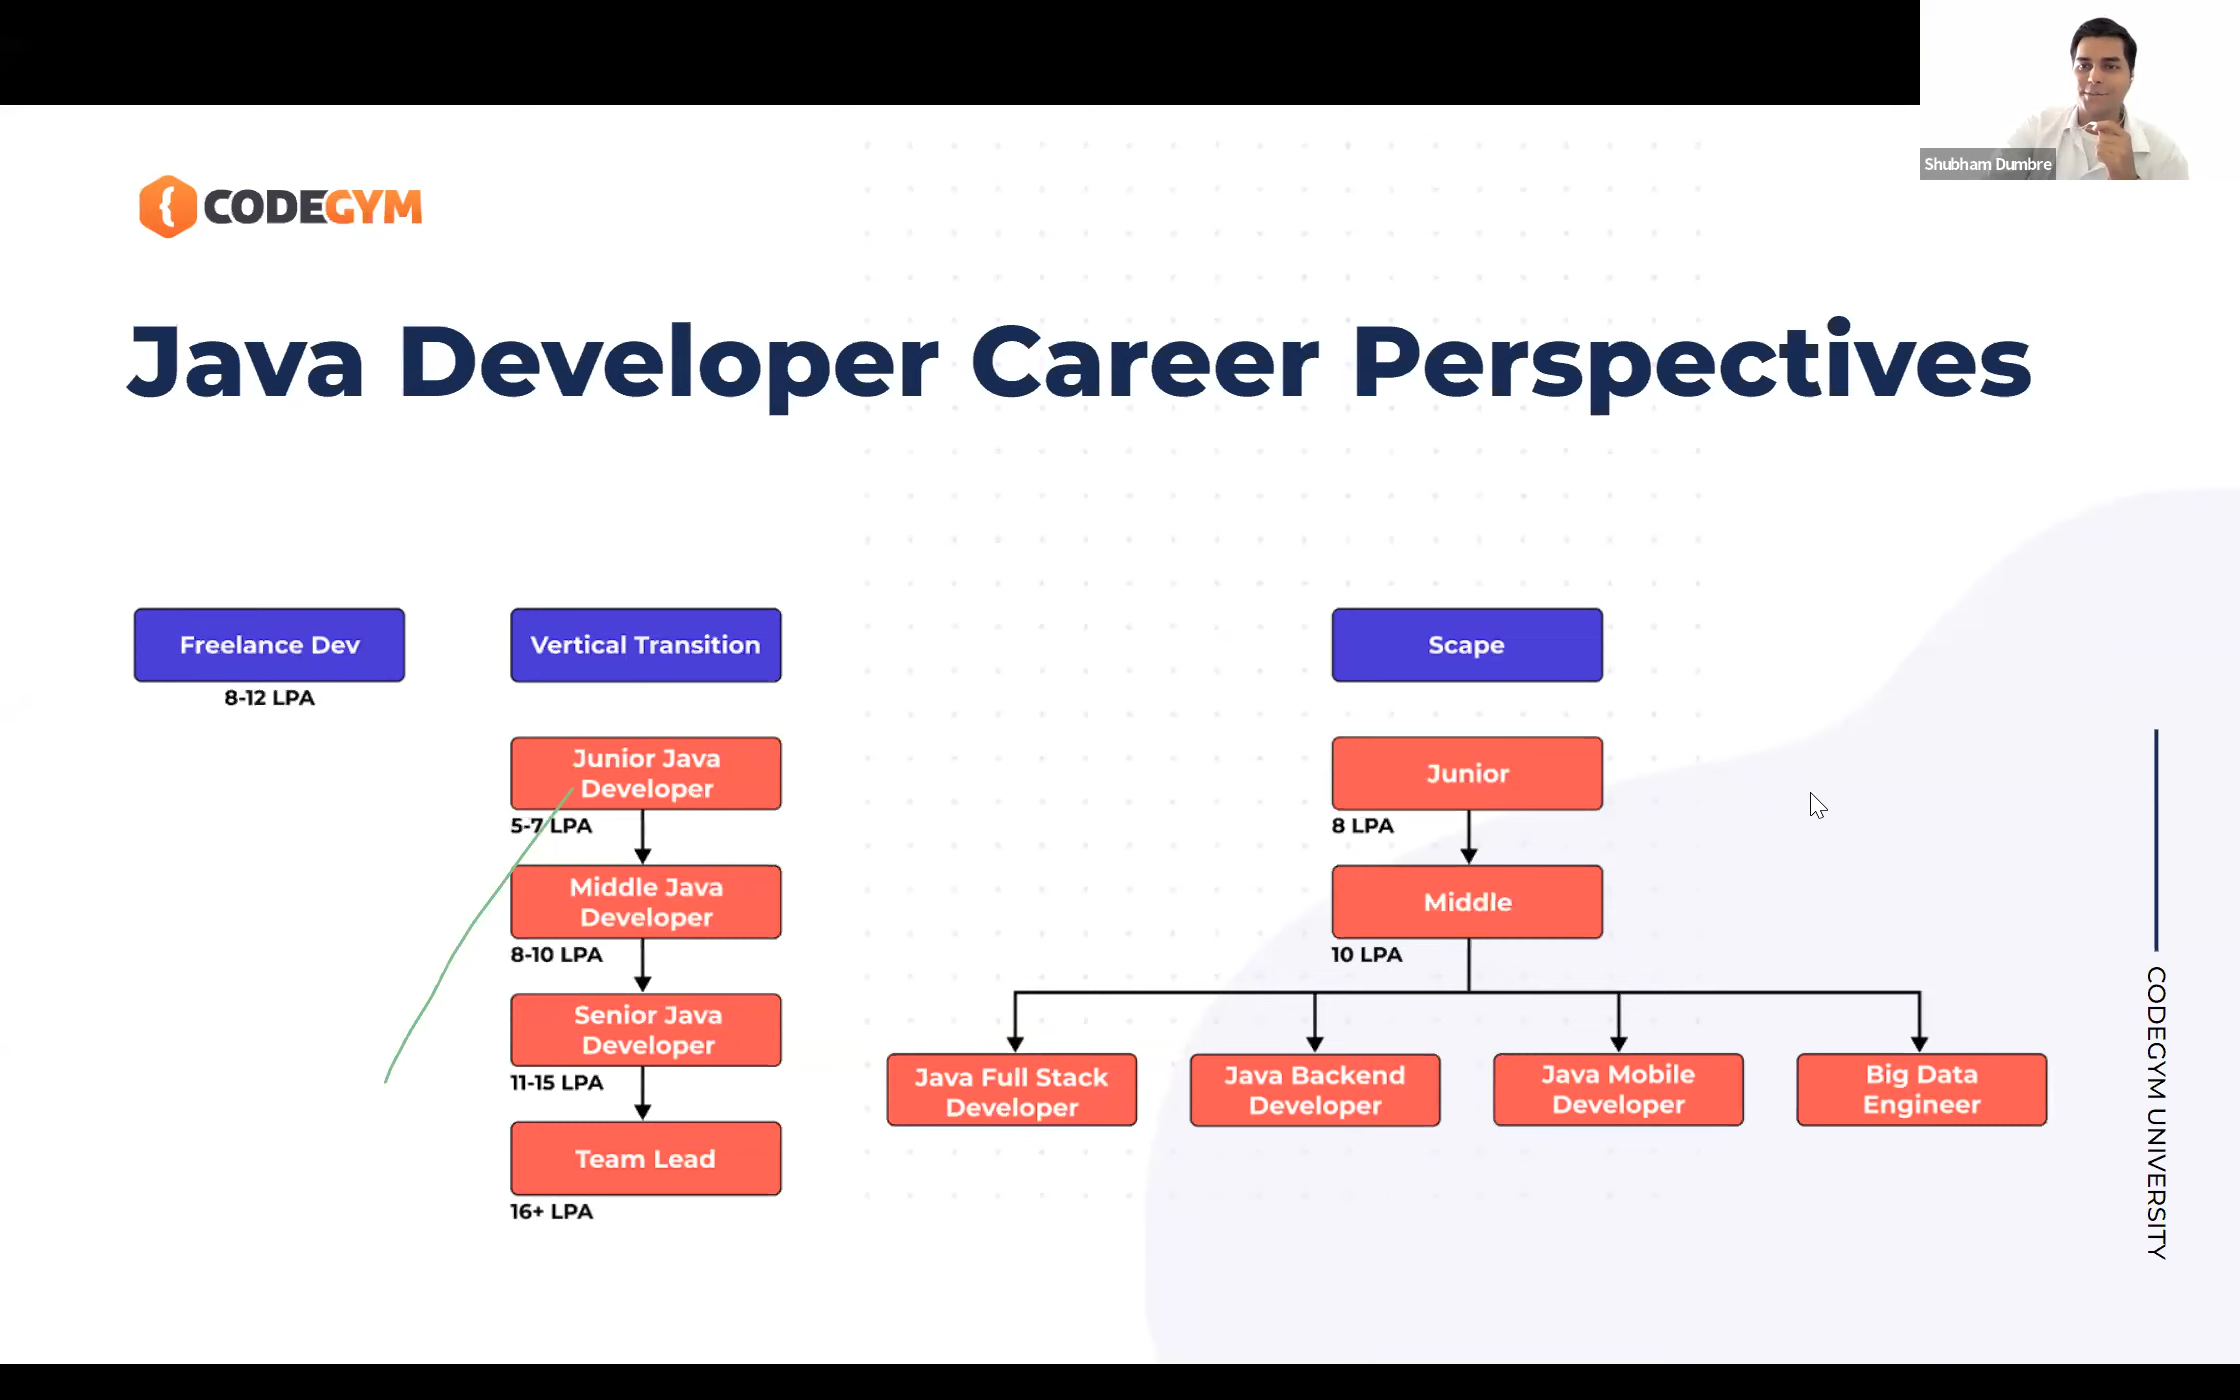 Shubham Dumbre
CODEGYM
Java Developer Career Perspectives
Freelance Dev
8-12 LPA
Vertical Transition
Junior Java
Developer
5-7 LPA
Middle Java
Developer
8-10 LPA
Senior Java
Developer
11-15 LPA
Team Lead
16+ LPA
Scape
Junior
8 LPA
Middle
10 LPA
Java Full Stack
Developer
Java Backend
Developer
Java Mobile
Developer
Big Data
Engineer
CODEGYM UNIVERSITY